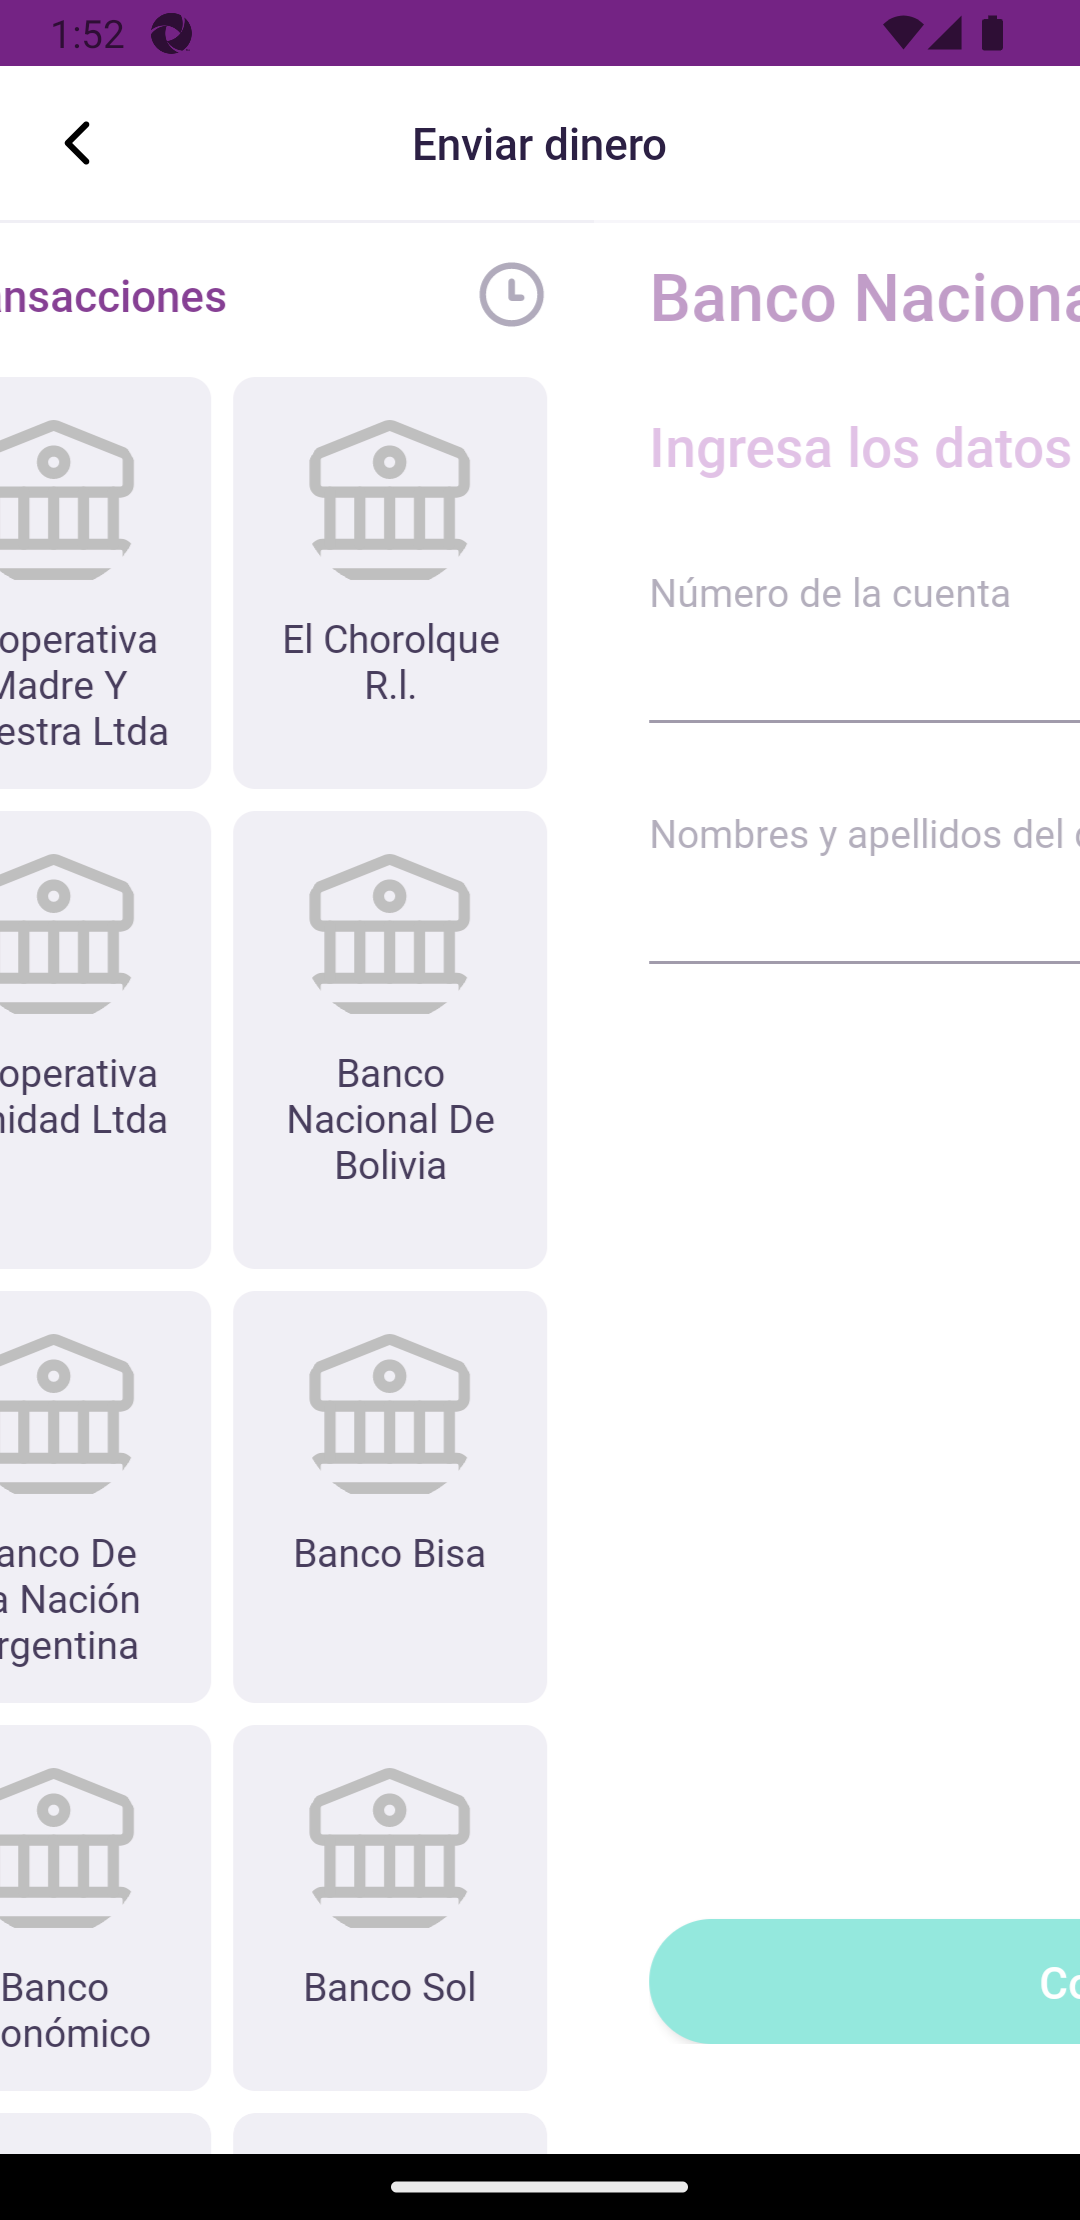 1:52
Enviar dinero
ansacciones
operativa
Madre Y
estra Ltda
El Chorolque
R.l.
operativa
nidad Ltda
Banco
Nacional De
Bolivia
anco De
a Nación
rgentina
Banco Bisa
Banco
onómico
Banco Sol
Banco Naciona
Ingresa los datos
Número de la cuenta
Nombres y apellidos del c
Co